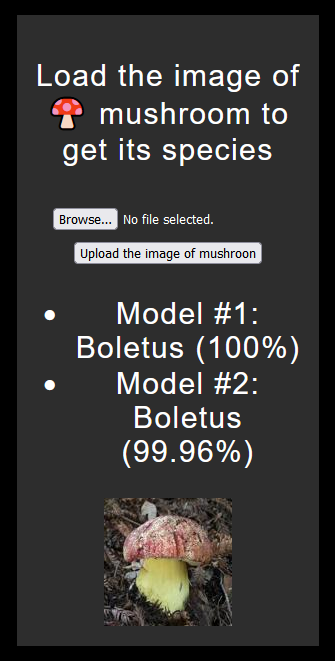 Load the image of
🍄 mushroom to
get its species
Browse... No file selected.
Upload the image of mushroon
• Model #1:
Boletus (100%)
• Model #2:
Boletus
(99.96%)